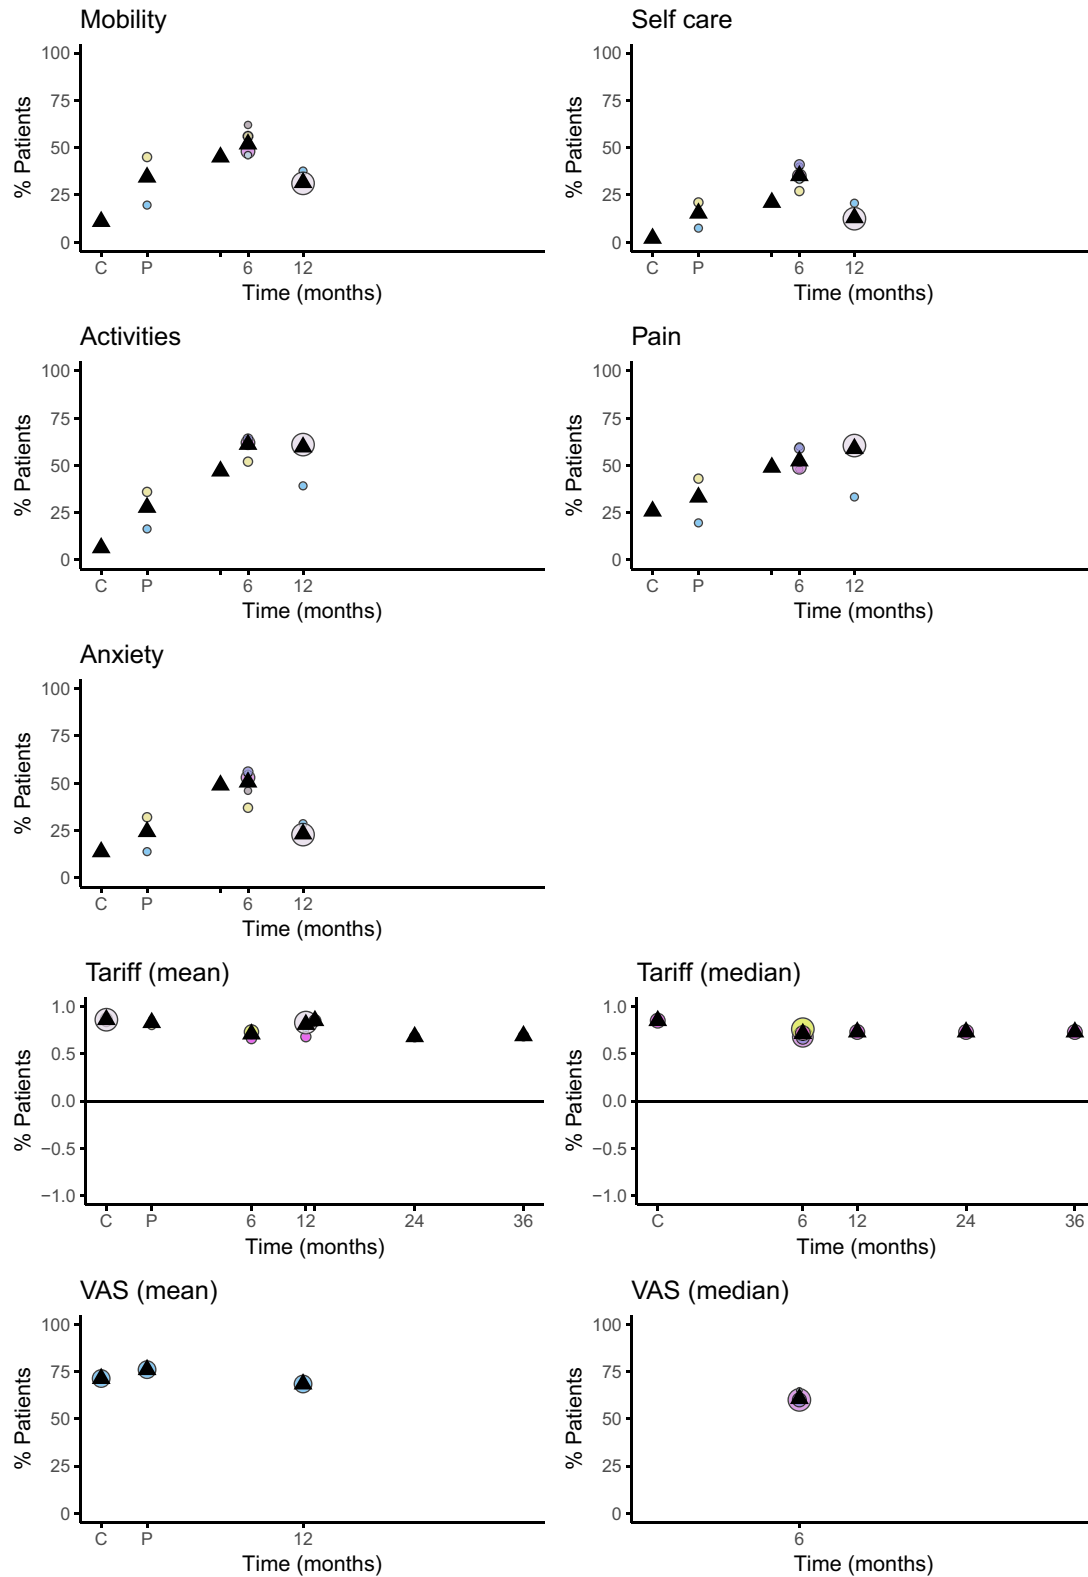 Mobility
% Patients
100
75
50
25
0
C P 6 12
Time (months)
Self care
% Patients
100
75
50
25
0
C P 6 12
Time (months)
Activities
% Patients
100
75
50
25
0
C P 6 12
Time (months)
Pain
% Patients
100
75
50
25
0
C P 6 12
Time (months)
Anxiety
% Patients
100
75
50
25
0
C P 6 12
Time (months)
Tariff (mean)
% Patients
1.0
0.5
0.0
−0.5
−1.0
C P 6 12 24 36
Time (months)
Tariff (median)
% Patients
1.0
0.5
0.0
−0.5
−1.0
C 6 12 24 36
Time (months)
VAS (mean)
% Patients
100
75
50
25
0
C P 12
Time (months)
VAS (median)
% Patients
100
75
50
25
0
6
Time (months)